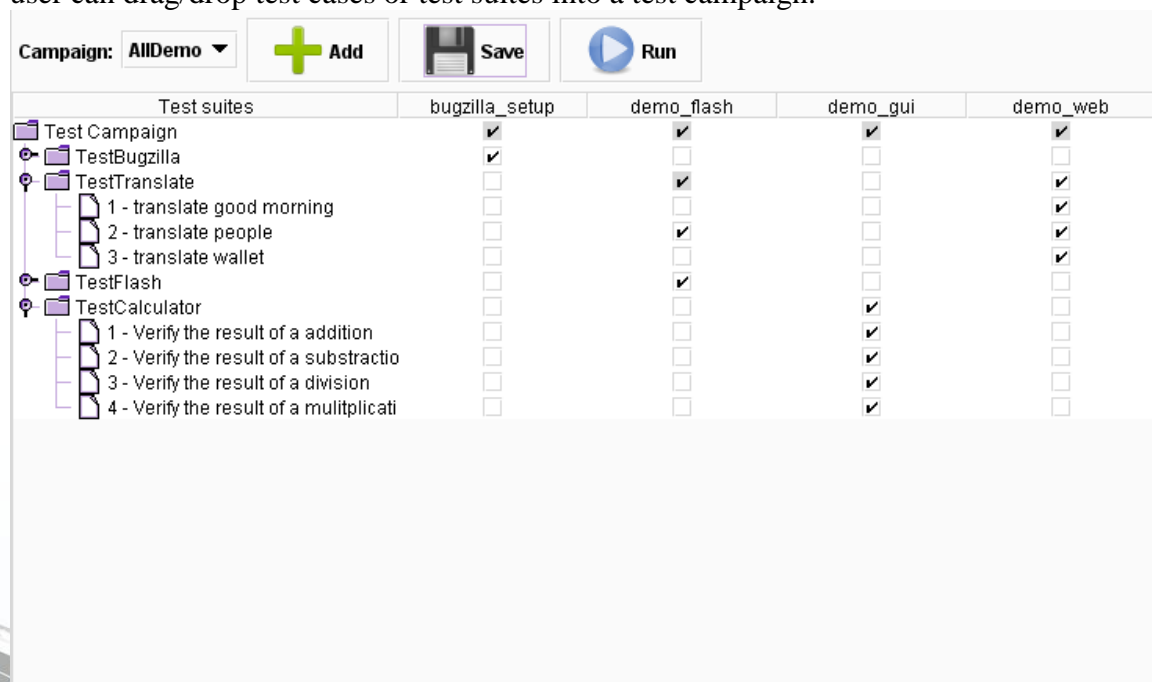 user can drag/drop test cases or test suites into a test campaign.
Campaign: AllDemo Add Save Run
Test suites bugzilla_setup demo_flash demo_gui demo_web
Test Campaign
TestBugzilla
TestTranslate
1 - translate good morning
2 - translate people
3 - translate wallet
TestFlash
TestCalculator
1 - Verify the result of a addition
2 - Verify the result of a substractio
3 - Verify the result of a division
4 - Verify the result of a mulitplicati